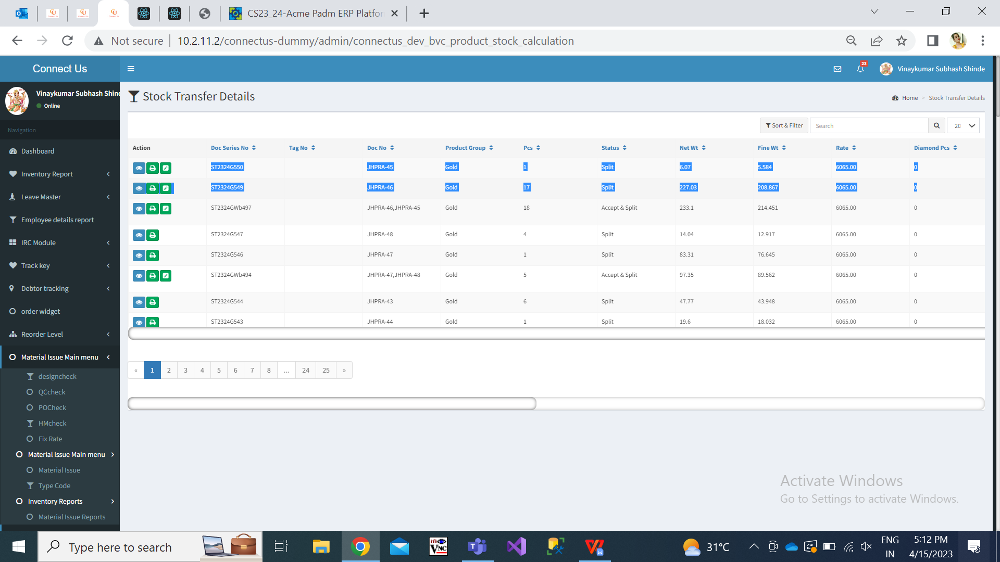 CS23_24-Acme Padm ERP Platfor
Not secure
10.2.11.2/connectus-dummy/admin/connectus_dev_bvc_product_stock_calculation
Connect Us
23
Vinaykumar Subhash Shinde
Vinaykumar Subhash Shind
Online
Stock Transfer Details
Home > Stock Transfer Details
Navigation
Dashboard
Inventory Report
Leave Master
Employee details report
IRC Module
Track key
Debtor tracking
order widget
Reorder Level
Material Issue Main menu
designcheck
QCcheck
POCheck
HMcheck
Fix Rate
Material Issue Main menu
Material Issue
Type Code
Inventory Reports
Material Issue Reports
Sort & Filter Search 20
Action Doc Series No Tag No Doc No Product Group Pcs Status Net Wt Fine Wt Rate Diamond Pcs
ST2324G550 JHPRA-45 Gold 1 Split 6.07 5.584 6065.00 0
ST2324G549 JHPRA-46 Gold 17 Split 227.03 208.867 6065.00 0
ST2324GWb497 JHPRA-46,JHPRA-45 Gold 18 Accept & Split 233.1 214.451 6065.00 0
ST2324G547 JHPRA-48 Gold 4 Split 14.04 12.917 6065.00 0
ST2324G546 JHPRA-47 Gold 1 Split 83.31 76.645 6065.00 0
ST2324GWb494 JHPRA-47,JHPRA-48 Gold 5 Accept & Split 97.35 89.562 6065.00 0
ST2324G544 JHPRA-43 Gold 6 Split 47.77 43.948 6065.00 0
ST2324G543 JHPRA-44 Gold 1 Split 19.6 18.032 6065.00 0
« 1 2 3 4 5 6 7 8 ... 24 25 »
Activate Windows
Go to Settings to activate Windows.
Type here to search
31°C
ENG
IN
5:12 PM
4/15/2023